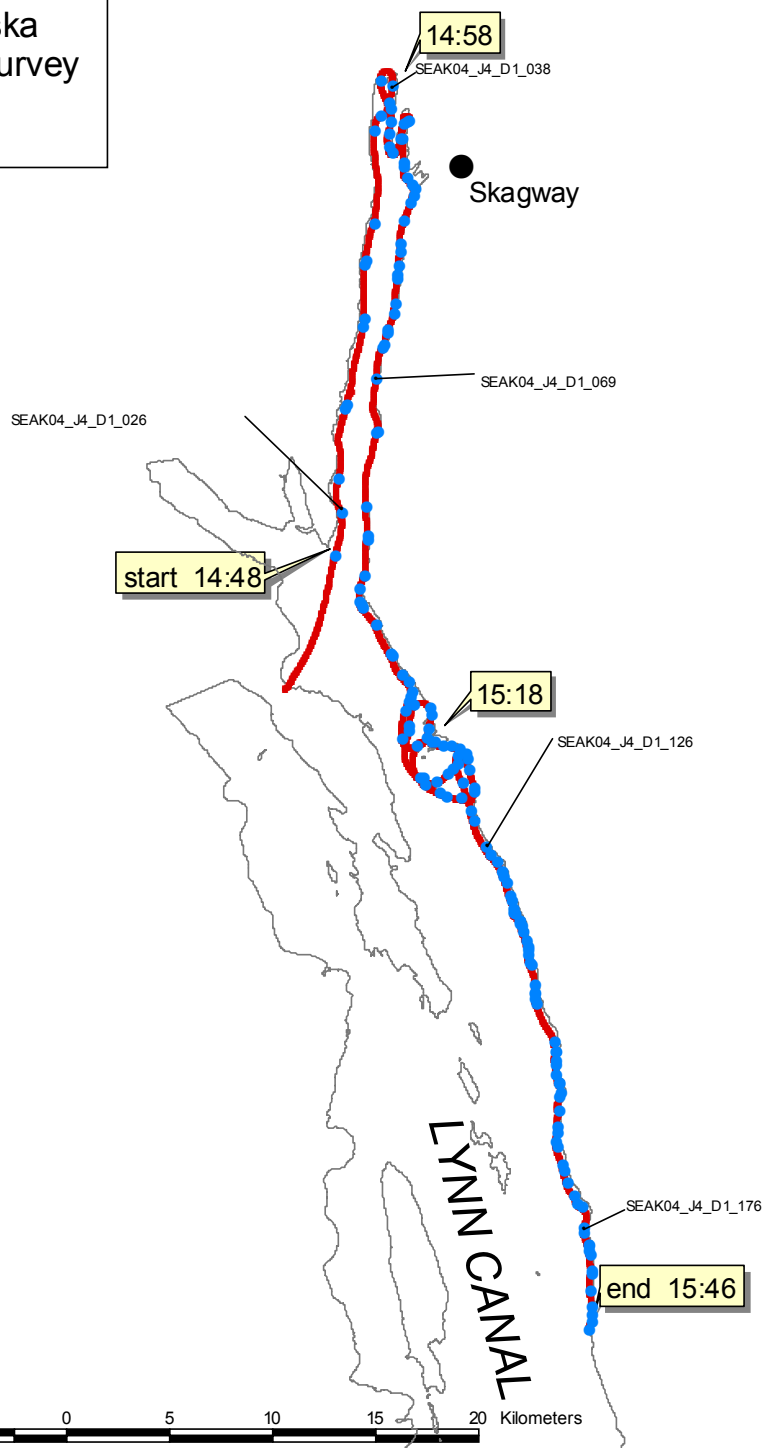 ska
urvey
14:58
SEAK04_J4_D1_038
Skagway
SEAK04_J4_D1_069
SEAK04_J4_D1_026
start 14:48
15:18
SEAK04_J4_D1_126
LYNN CANAL
SEAK04_J4_D1_176
end 15:46
0 5 10 15 20 Kilometers